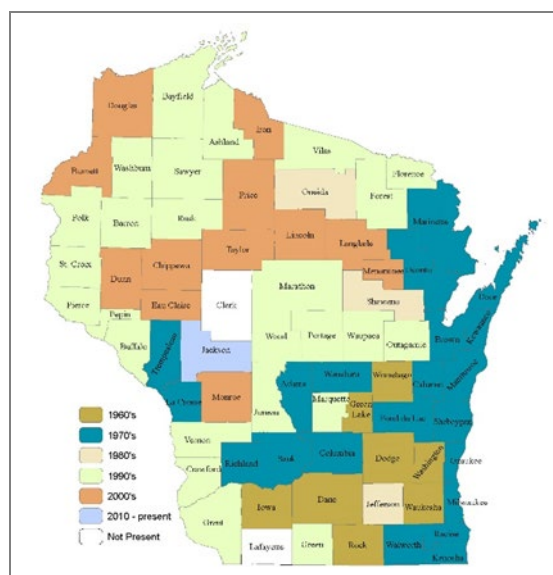 Bayfield
Douglas
Iron
Ashland
Vilas
Florence
Burnett
Washburn
Sawyer
Oneida
Forest
Price
Marinette
Polk
Barron
Rusk
Lincoln
Langlade
Taylor
Oconto
Chippewa
Menominee
St. Croix
Dunn
Marathon
Door
Shawano
Pierce
Eau Claire
Clark
Pepin
Kewaunee
Buffalo
Wood
Portage
Waupaca
Outagamie
Brown
Trempealeau
Jackson
Waushara
Winnebago
Calumet
Manitowoc
Adams
La Crosse
Monroe
Marquette
Green
Lake
Fond du Lac
Sheboygan
Juneau
Vernon
Columbia
Dodge
Washington
Ozaukee
Richland
Sauk
Crawford
Milwaukee
Iowa
Dane
Jefferson
Waukesha
Grant
Racine
Lafayette
Green
Rock
Walworth
Kenosha
1960's
1970's
1980's
1990's
2000's
2010 - present
Not Present